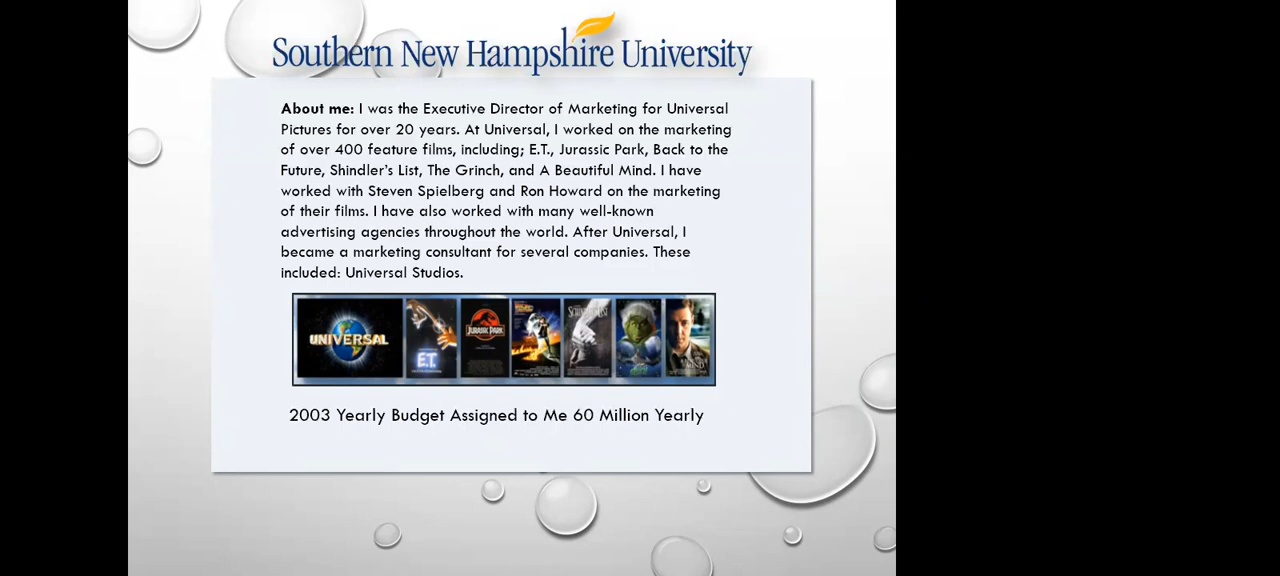 Southern New Hampshire University
About me: I was the Executive Director of Marketing for Universal
Pictures for over 20 years. At Universal, I worked on the marketing
of over 400 feature films, including; E.T., Jurassic Park, Back to the
Future, Shindler's List, The Grinch, and A Beautiful Mind. I have
worked with Steven Spielberg and Ron Howard on the marketing
of their films. I have also worked with many well-known
advertising agencies throughout the world. After Universal, I
became a marketing consultant for several companies. These
included: Universal Studios.
UNIVERSAL
E.T.
JURASSIC PARK
2003 Yearly Budget Assigned to Me 60 Million Yearly